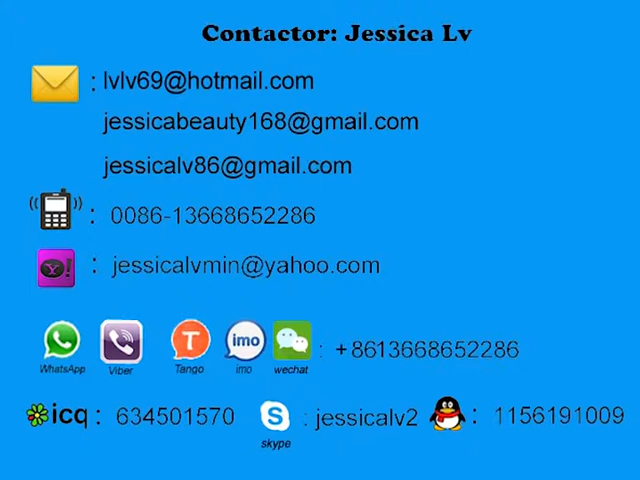 Contactor: Jessica Lv
: lvlv69@hotmail.com
jessicabeauty168@gmail.com
jessicalv86@gmail.com
: 0086-13668652286
Y! : jessicalvmin@yahoo.com
T imo : +8613668652286
WhatsApp Viber Tango imo wechat
icq : 634501570 S : jessicalv2 : 1156191009
skype